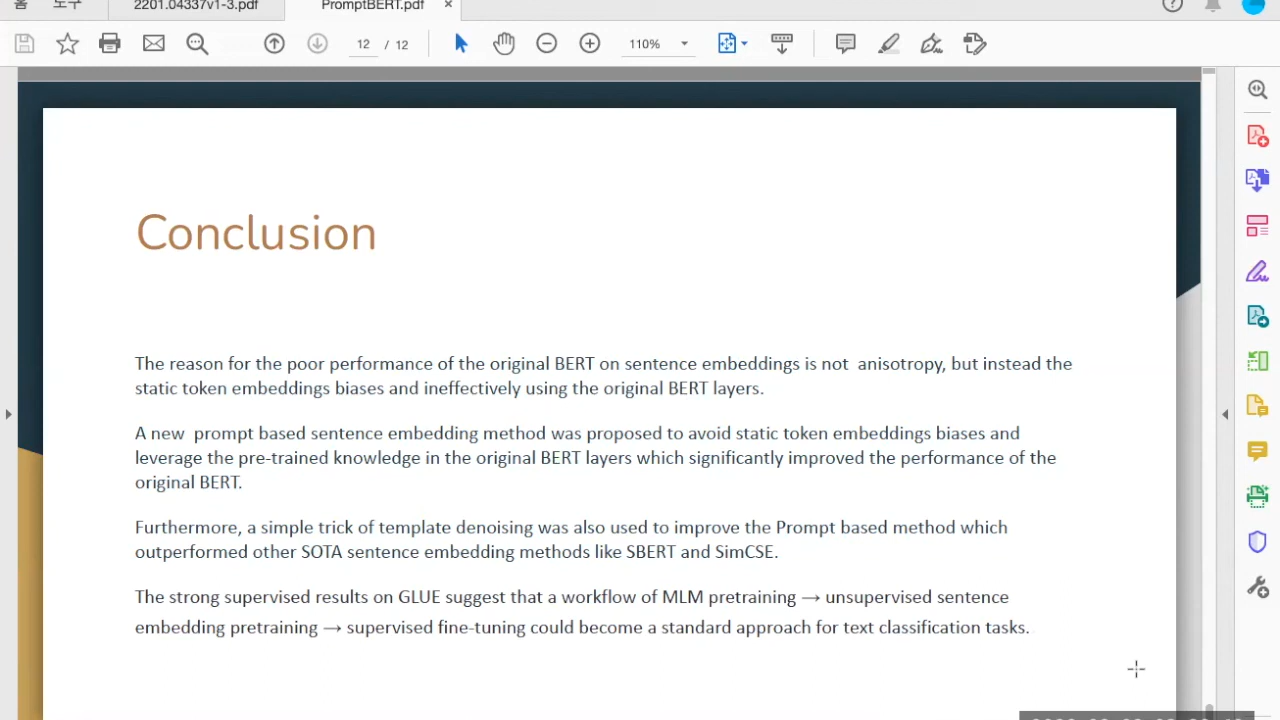 홈 도구 2201.04337v1-3.pdf PromptBERT.pdf ×
12 / 12 110%
Conclusion
The reason for the poor performance of the original BERT on sentence embeddings is not  anisotropy, but instead the
static token embeddings biases and ineffectively using the original BERT layers.
A new  prompt based sentence embedding method was proposed to avoid static token embeddings biases and
leverage the pre-trained knowledge in the original BERT layers which significantly improved the performance of the
original BERT.
Furthermore, a simple trick of template denoising was also used to improve the Prompt based method which
outperformed other SOTA sentence embedding methods like SBERT and SimCSE.
The strong supervised results on GLUE suggest that a workflow of MLM pretraining → unsupervised sentence
embedding pretraining → supervised fine-tuning could become a standard approach for text classification tasks.